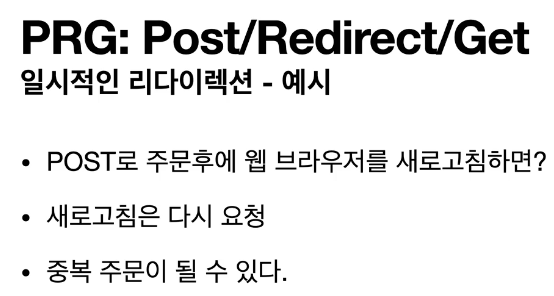 PRG: Post/Redirect/Get
일시적인 리다이렉션 - 예시
• POST로 주문후에 웹 브라우저를 새로고침하면?
• 새로고침은 다시 요청
• 중복 주문이 될 수 있다.